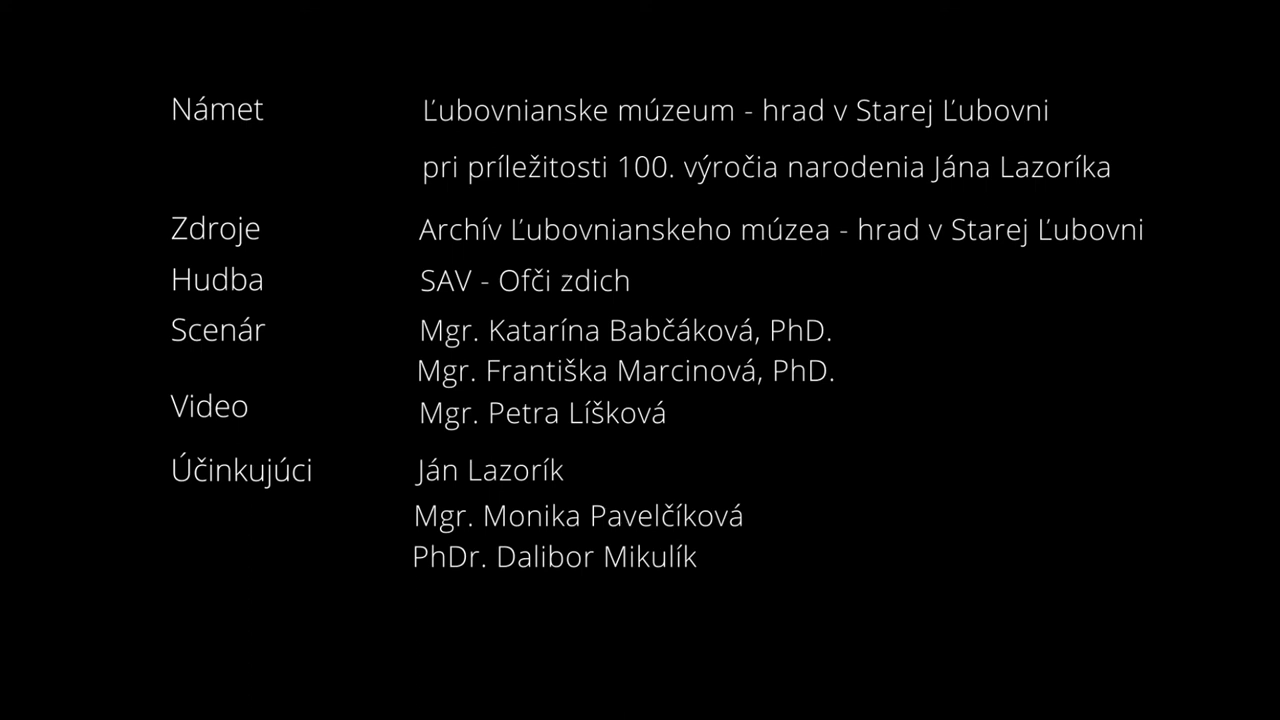 Námet Ľubovnianske múzeum - hrad v Starej Ľubovni
pri príležitosti 100. výročia narodenia Jána Lazoríka
Zdroje Archív Ľubovnianskeho múzea - hrad v Starej Ľubovni
Hudba SAV - Ofči zdich
Scenár Mgr. Katarína Babčáková, PhD.
Mgr. Františka Marcinová, PhD.
Video Mgr. Petra Líšková
Účinkujúci Ján Lazorík
Mgr. Monika Pavelčíková
PhDr. Dalibor Mikulík